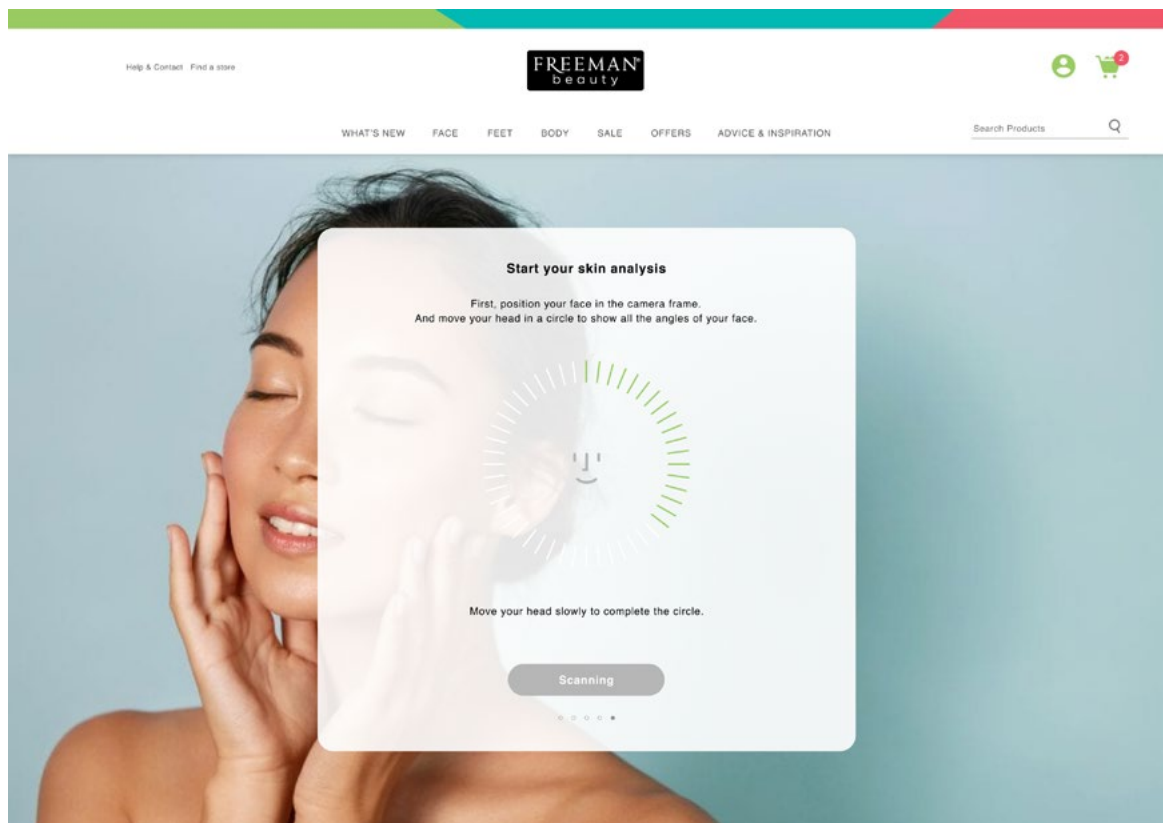 Help & Contact Find a store
FREEMAN®
beauty
2
WHAT'S NEW FACE FEET BODY SALE OFFERS ADVICE & INSPIRATION
Search Products
Start your skin analysis
First, position your face in the camera frame.
And move your head in a circle to show all the angles of your face.
Move your head slowly to complete the circle.
Scanning